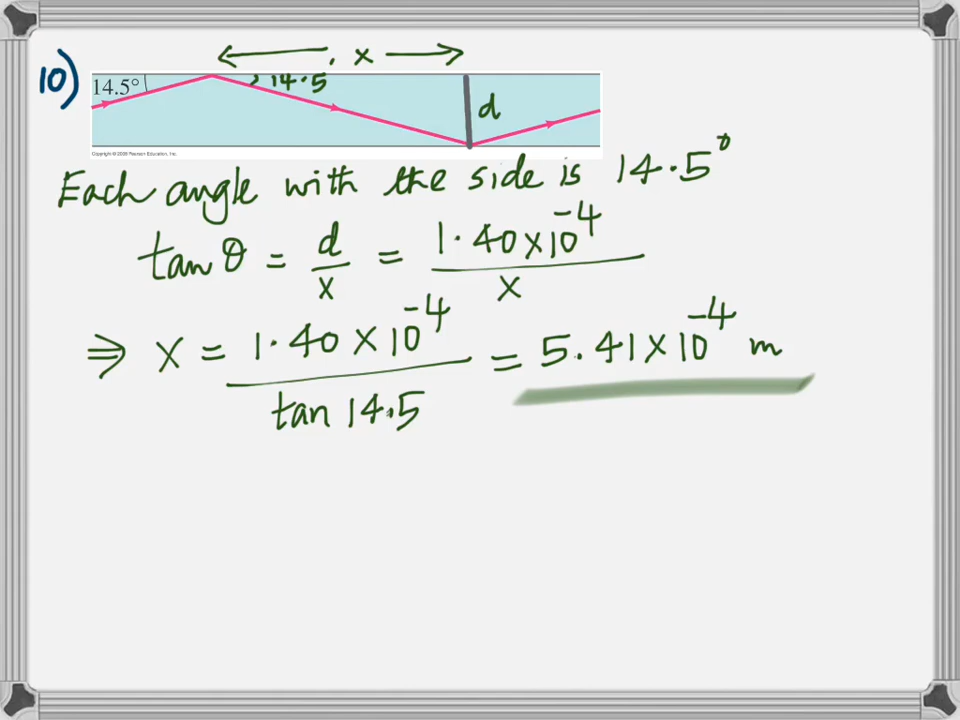 10)
x
14.5°
14.5
d
Copyright © 2008 Pearson Education, Inc.
Each angle with the side is 14.5°
tan θ = d/x = 1.40 x 10⁻⁴/x
⇒ x = 1.40 x 10⁻⁴/tan 14.5 = 5.41 x 10⁻⁴ m